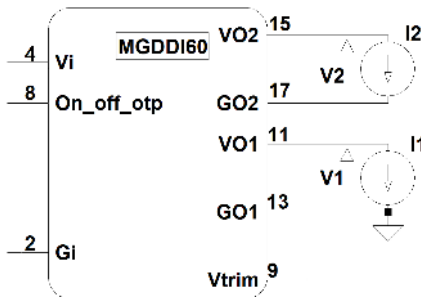 15
VO2
I2
MGDDI60
4
Vi
V2
8
On_off_otp
17
GO2
11
VO1
I1
V1
13
GO1
2
Gi
9
Vtrim